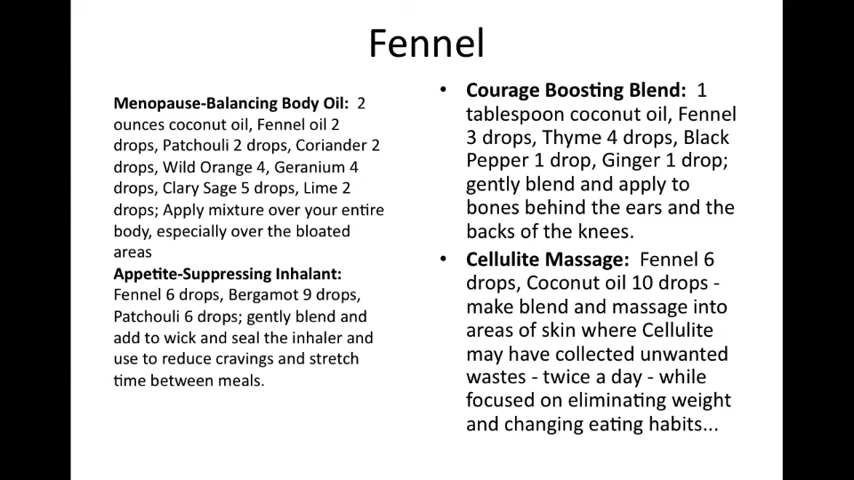 Fennel
Menopause-Balancing Body Oil:  2
ounces coconut oil, Fennel oil 2
drops, Patchouli 2 drops, Coriander 2
drops, Wild Orange 4, Geranium 4
drops, Clary Sage 5 drops, Lime 2
drops; Apply mixture over your entire
body, especially over the bloated
areas
Appetite-Suppressing Inhalant:
Fennel 6 drops, Bergamot 9 drops,
Patchouli 6 drops; gently blend and
add to wick and seal the inhaler and
use to reduce cravings and stretch
time between meals.
• Courage Boosting Blend:  1
tablespoon coconut oil, Fennel
3 drops, Thyme 4 drops, Black
Pepper 1 drop, Ginger 1 drop;
gently blend and apply to
bones behind the ears and the
backs of the knees.
• Cellulite Massage:  Fennel 6
drops, Coconut oil 10 drops -
make blend and massage into
areas of skin where Cellulite
may have collected unwanted
wastes - twice a day - while
focused on eliminating weight
and changing eating habits...